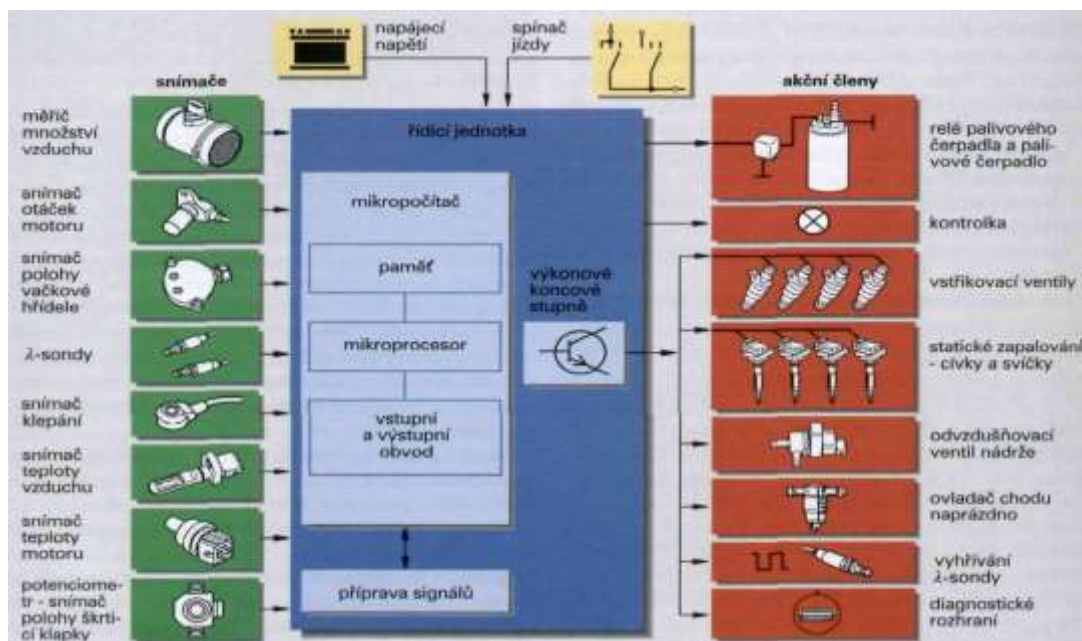 napájecí
napětí
spínač
jízdy
snímače
akční členy
měřič
množství
vzduchu
snímač
otáček
motoru
snímač
polohy
vačkové
hřídele
λ-sondy
snímač
klepání
snímač
teploty
vzduchu
snímač
teploty
motoru
potenciome-
tr - snímač
polohy škrti-
cí klapky
řídicí jednotka
mikropočítač
paměť
mikroprocesor
vstupní
a výstupní
obvod
příprava signálů
výkonové
koncové
stupně
relé palivového
čerpadla a pali-
vové čerpadlo
kontrolka
vstřikovací ventily
statické zapalování
- cívky a svíčky
odvzdušňovací
ventil nádrže
ovladač chodu
naprázdno
vyhřívání
λ-sondy
diagnostické
rozhraní